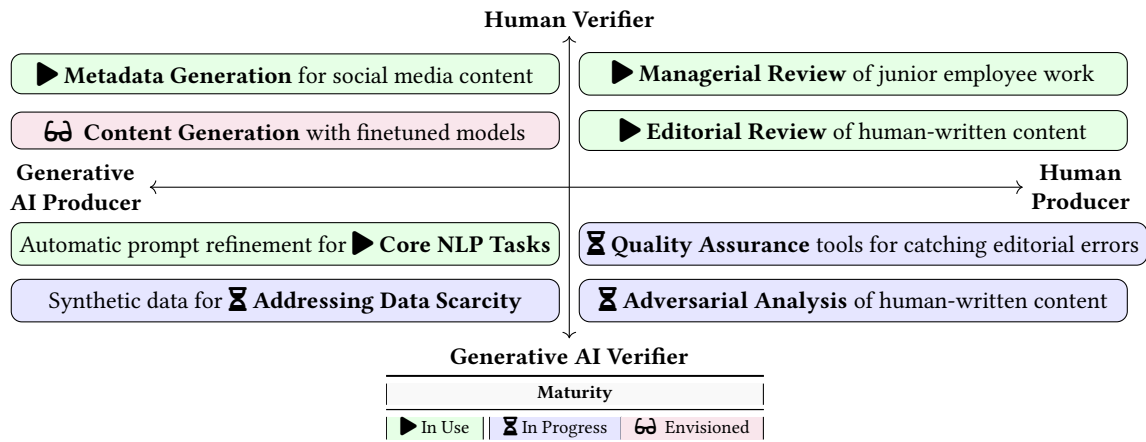 Human Verifier
Metadata Generation for social media content
Managerial Review of junior employee work
Content Generation with finetuned models
Editorial Review of human-written content
Generative
AI Producer
Human
Producer
Automatic prompt refinement for Core NLP Tasks
Quality Assurance tools for catching editorial errors
Synthetic data for Addressing Data Scarcity
Adversarial Analysis of human-written content
Generative AI Verifier
Maturity
In Use
In Progress
Envisioned